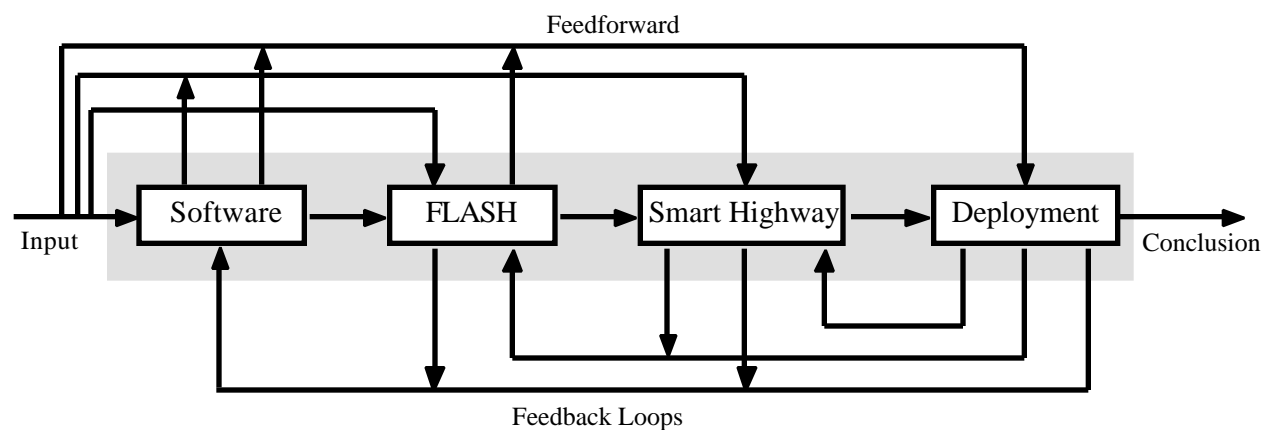 Feedforward
Software
FLASH
Smart Highway
Deployment
Input
Conclusion
Feedback Loops